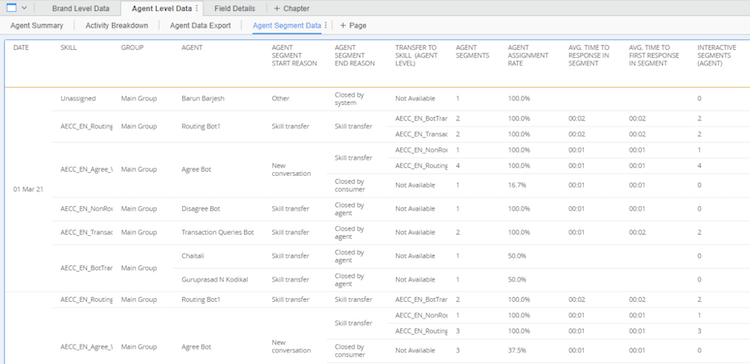 Brand Level Data Agent Level Data Field Details + Chapter
Agent Summary Activity Breakdown Agent Data Export Agent Segment Data + Page
DATE SKILL GROUP AGENT AGENT SEGMENT START REASON AGENT SEGMENT END REASON TRANSFER TO SKILL (AGENT LEVEL) AGENT SEGMENTS AGENT ASSIGNMENT RATE AVG. TIME TO RESPONSE IN SEGMENT AVG. TIME TO FIRST RESPONSE IN SEGMENT INTERACTIVE SEGMENTS (AGENT)
01 Mar 21
Unassigned Main Group Barun Barjesh Other Closed by system Not Available 1 100.0% 0
AECC_EN_Routing Main Group Routing Bot1 Skill transfer Skill transfer AECC_EN_BotTra 2 100.0% 00:02 00:02 2
AECC_EN_Transac 2 100.0% 00:02 00:02 2
AECC_EN_Agree_ Main Group Agree Bot New conversation Skill transfer AECC_EN_NonRo 1 100.0% 00:01 00:01 1
AECC_EN_Routing 4 100.0% 00:01 00:01 4
Closed by consumer Not Available 1 16.7% 00:01 00:01 0
AECC_EN_NonRo Main Group Disagree Bot Skill transfer Closed by agent Not Available 1 100.0% 00:01 00:01 0
AECC_EN_Transac Main Group Transaction Queries Bot Skill transfer Closed by agent Not Available 2 100.0% 00:01 00:02 2
AECC_EN_BotTrar Main Group Chaitali Skill transfer Closed by agent Not Available 1 50.0% 0
Guruprasad N Kodikal Skill transfer Closed by agent Not Available 1 50.0% 0
AECC_EN_Routing Main Group Routing Bot1 Skill transfer Skill transfer AECC_EN_BotTra 2 100.0% 00:02 00:02 2
AECC_EN_Agree_ Main Group Agree Bot New conversation Skill transfer AECC_EN_NonRo 1 100.0% 00:01 00:01 1
AECC_EN_Routing 3 100.0% 00:01 00:01 3
Closed by consumer Not Available 3 37.5% 00:01 00:01 0